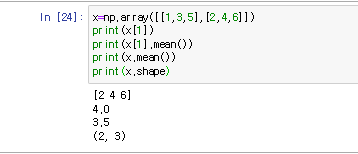 In [24]: x=np.array([[1,3,5],[2,4,6]])
print(x[1])
print(x[1].mean())
print(x.mean())
print(x.shape)
[2 4 6]
4.0
3.5
(2, 3)